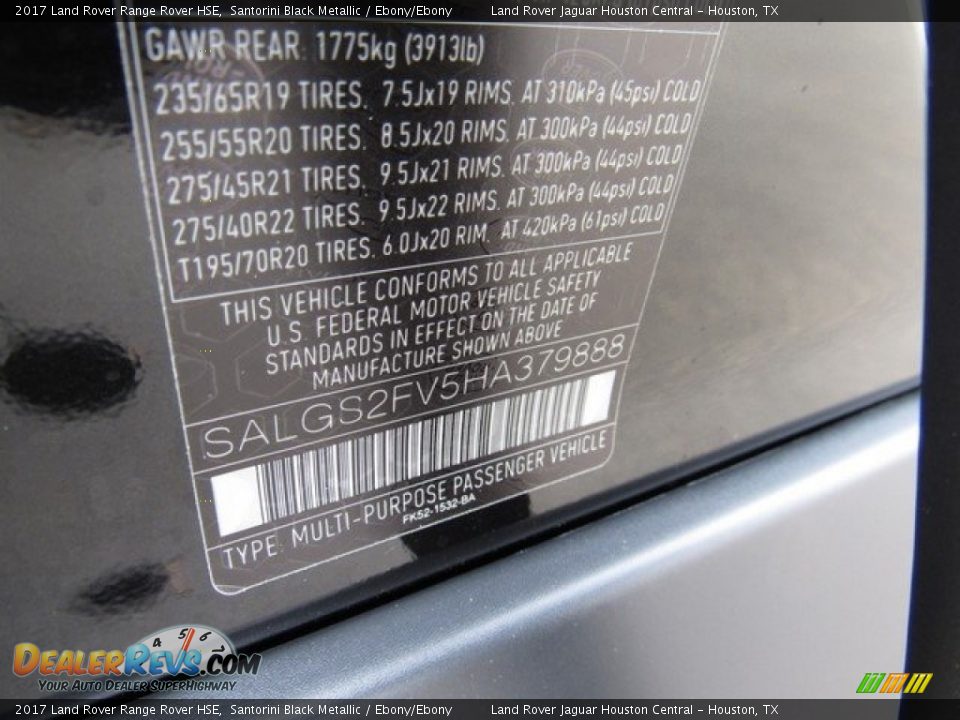 2017 Land Rover Range Rover HSE, Santorini Black Metallic / Ebony/Ebony Land Rover Jaguar Houston Central - Houston, TX
GAWR REAR 1775kg (3913lb)
235/65R19 TIRES. 7.5Jx19 RIMS. AT 310kPa (45psi) COLD
255/55R20 TIRES. 8.5Jx20 RIMS. AT 300kPa (44psi) COLD
275/45R21 TIRES. 9.5Jx21 RIMS. AT 300kPa (44psi) COLD
275/40R22 TIRES. 9.5Jx22 RIMS. AT 300kPa (44psi) COLD
T195/70R20 TIRES. 6.0Jx20 RIM. AT 420kPa (61psi) COLD
THIS VEHICLE CONFORMS TO ALL APPLICABLE
U.S. FEDERAL MOTOR VEHICLE SAFETY
STANDARDS IN EFFECT ON THE DATE OF
MANUFACTURE SHOWN ABOVE
SALGS2FV5HA379888
TYPE: MULTI-PURPOSE PASSENGER VEHICLE
FK52-1532-BA
4 5 6
DEALERREVS.COM
YOUR AUTO DEALER SUPERHIGHWAY
2017 Land Rover Range Rover HSE, Santorini Black Metallic / Ebony/Ebony Land Rover Jaguar Houston Central - Houston, TX